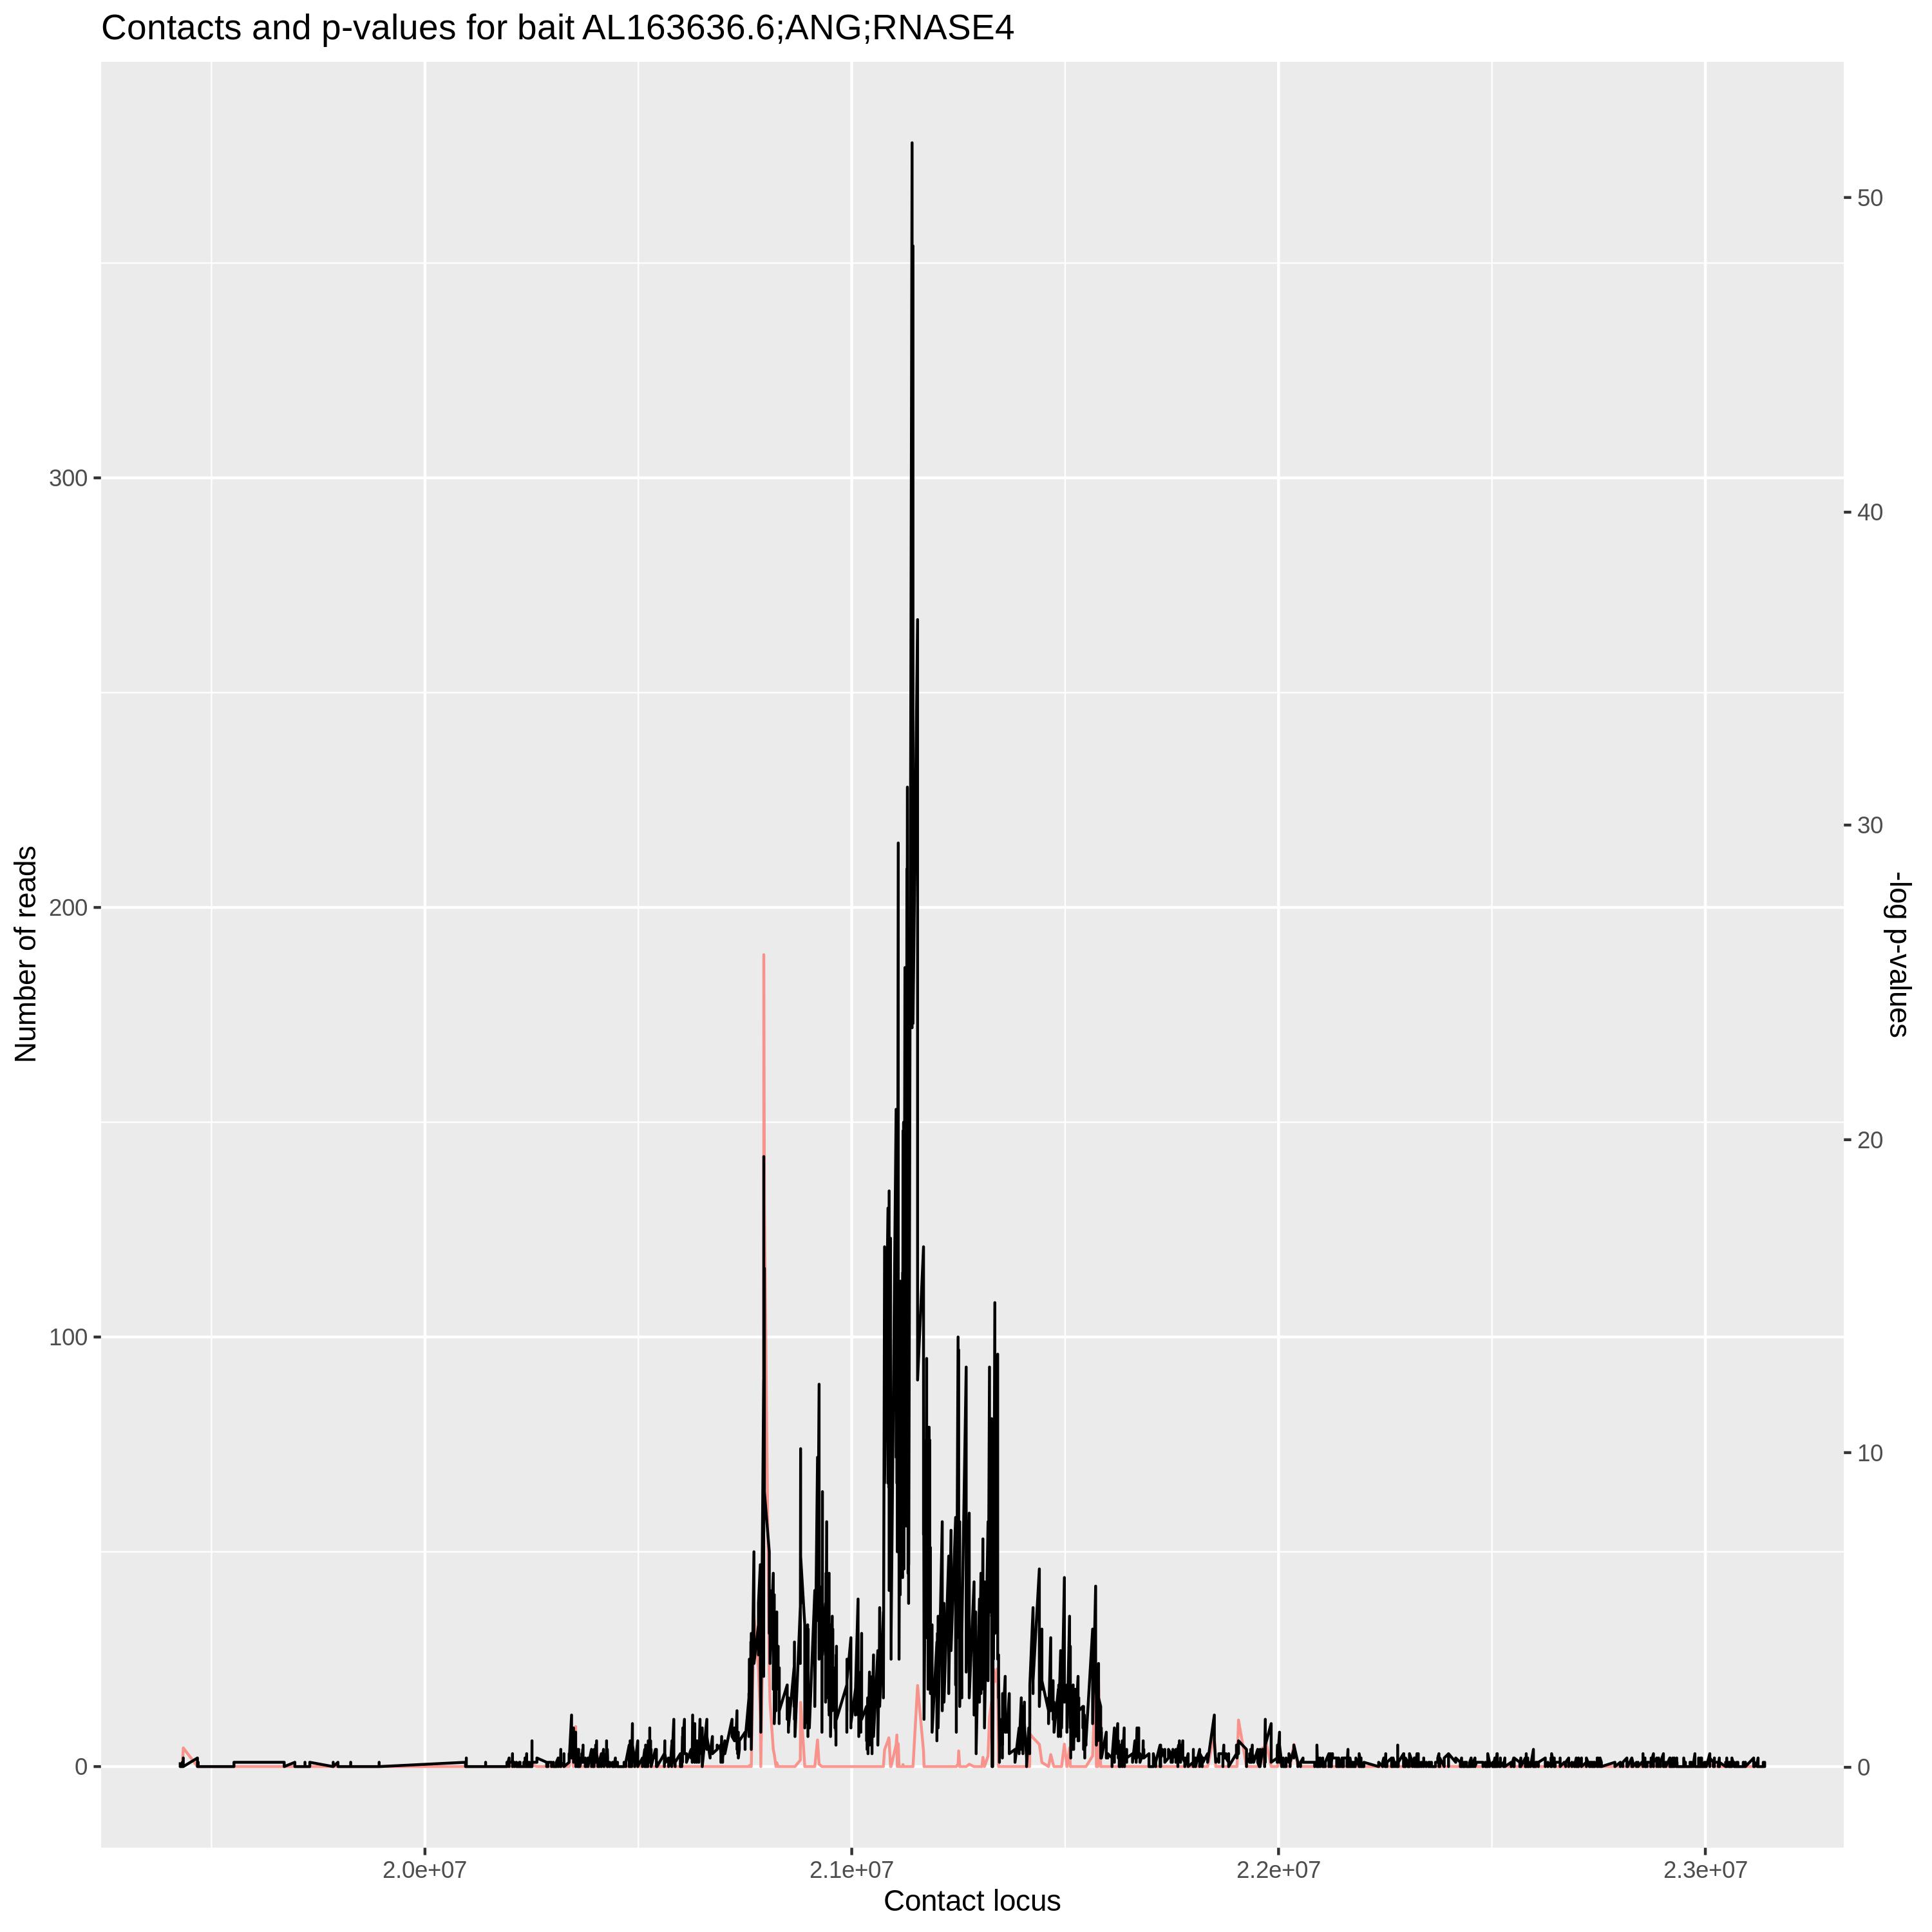 Contacts and p-values for bait AL163636.6;ANG;RNASE4
Number of reads
300
200
100
0
50
40
30
20
10
0
-log p-values
2.0e+07
2.1e+07
2.2e+07
2.3e+07
Contact locus